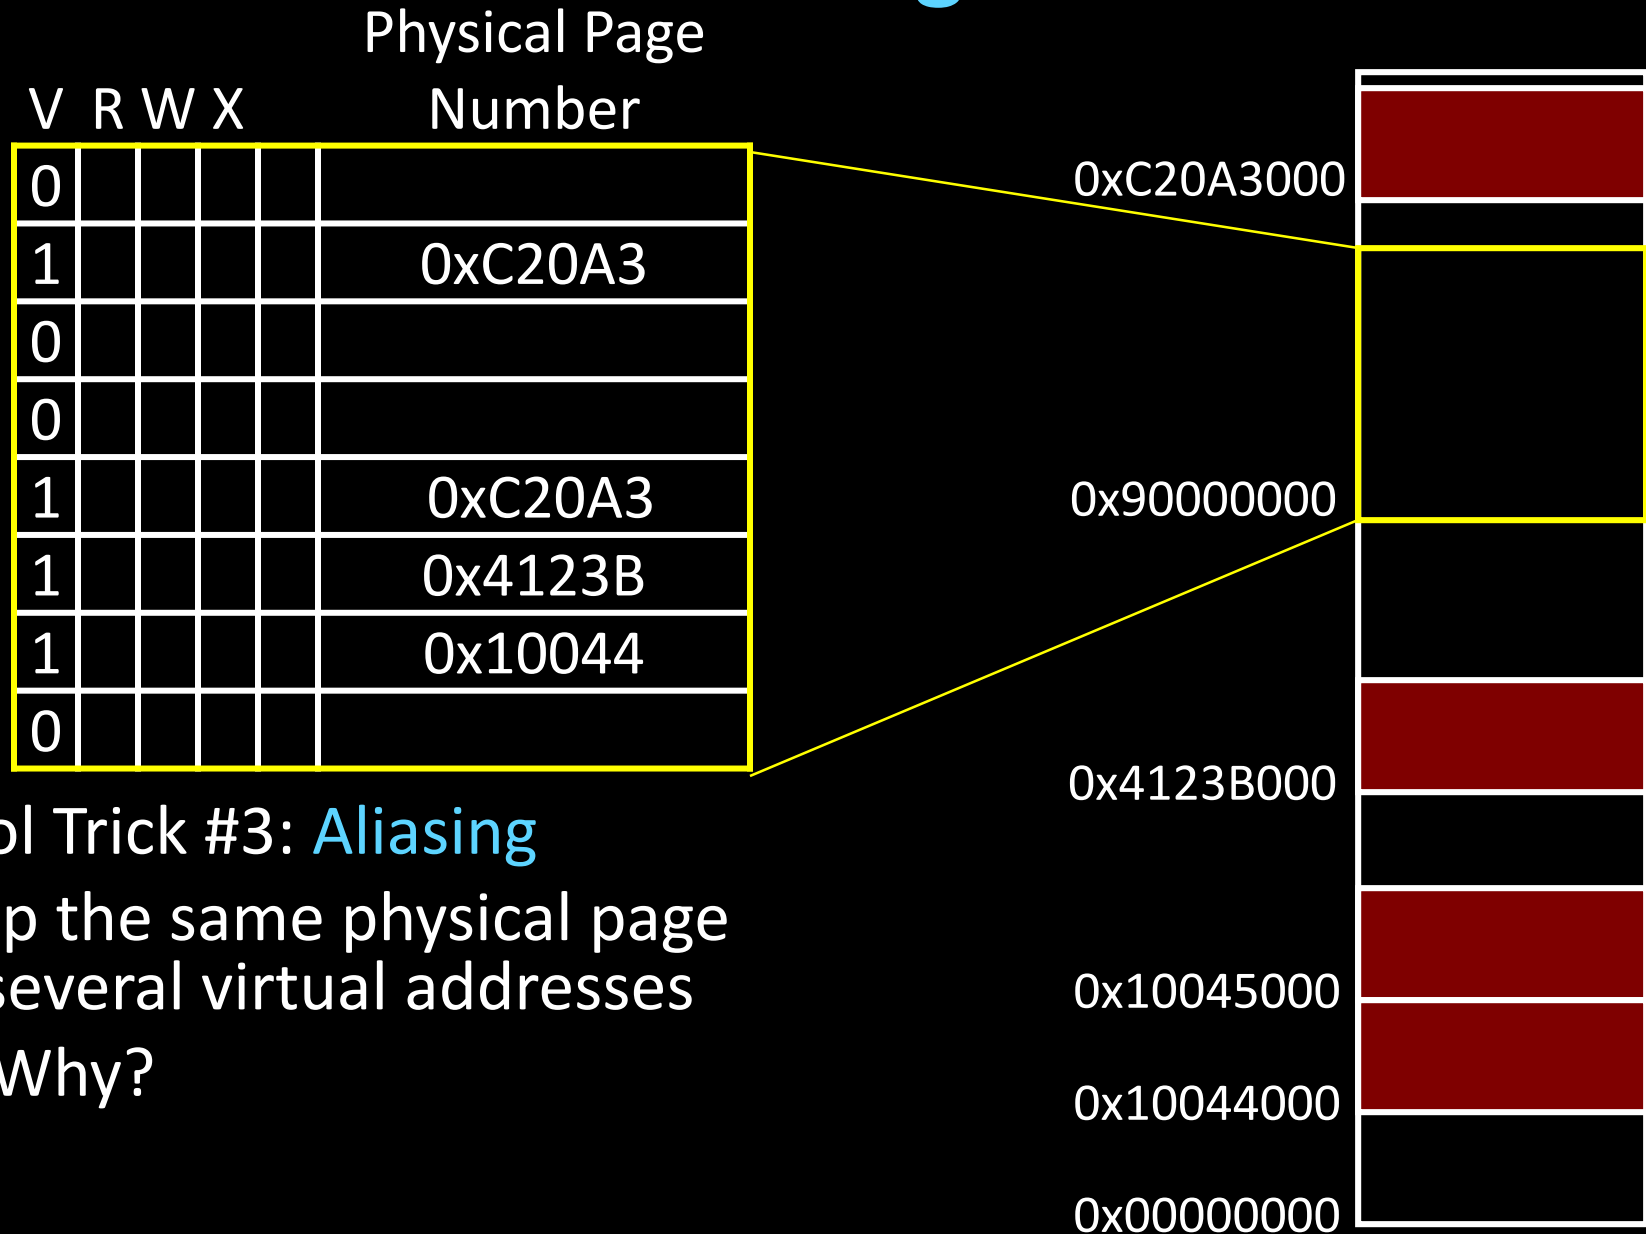 Physical Page
V R W X Number
0
1 0xC20A3
0
0
1 0xC20A3
1 0x4123B
1 0x10044
0
0xC20A3000
0x90000000
0x4123B000
0x10045000
0x10044000
0x00000000
ol Trick #3: Aliasing
p the same physical page
several virtual addresses
Why?